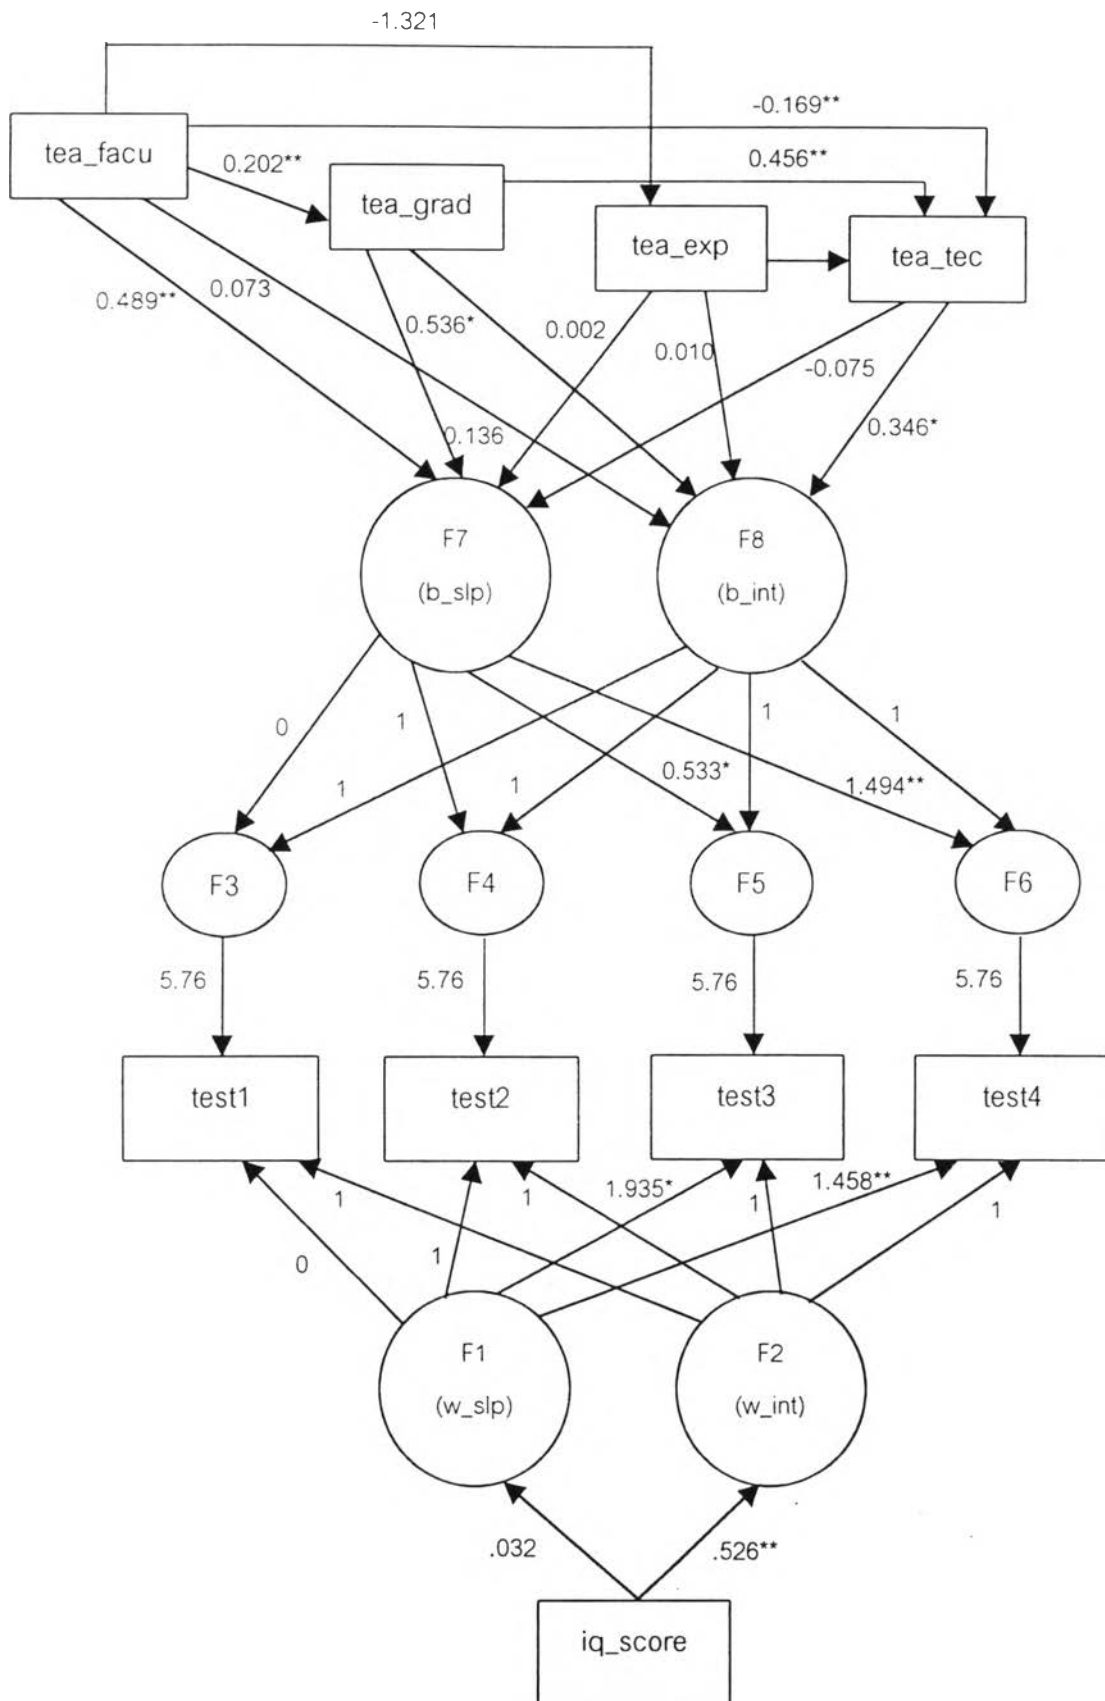 -1.321
-0.169**
tea_facu
0.202**
0.456**
tea_grad
tea_exp
tea_tec
0.489**
0.073
0.536*
0.002
0.010
-0.075
0.136
0.346*
F7
(b_slp)
F8
(b_int)
0
1
1
1
0.533*
1
1.494**
1
F3
F4
F5
F6
5.76
5.76
5.76
5.76
test1
test2
test3
test4
0
1
1
1.935*
1
1
1.458**
1
F1
(w_slp)
F2
(w_int)
.032
.526**
iq_score